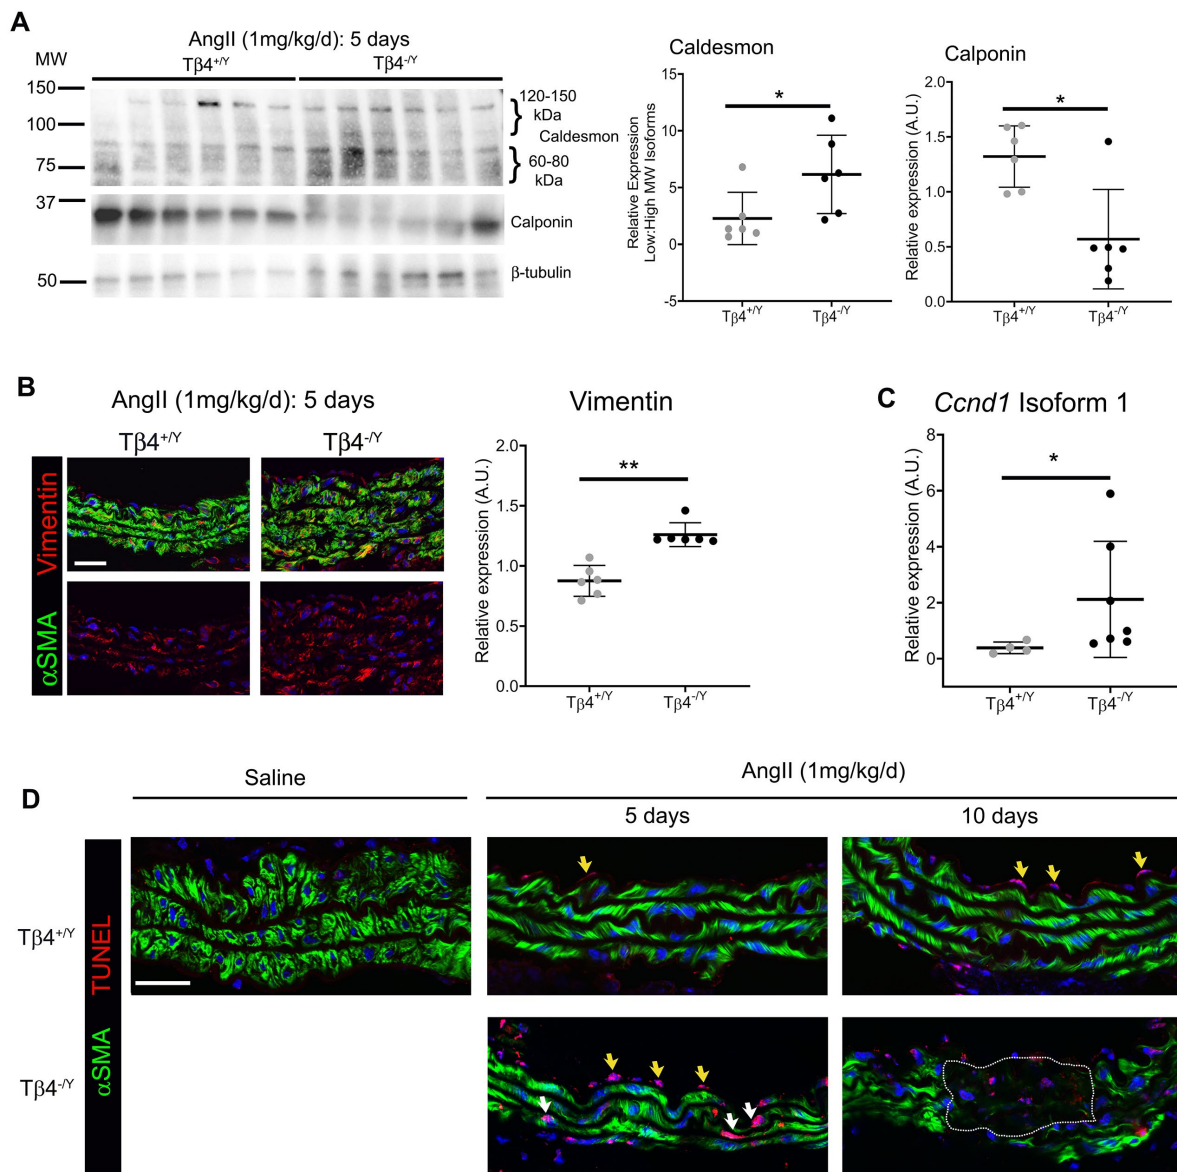 A
AngII (1mg/kg/d): 5 days
MW
Tβ4+/Y
Tβ4-/Y
150
100
75
37
50
120-150
kDa
Caldesmon
60-80
kDa
Calponin
β-tubulin
Caldesmon
Relative Expression
Low:High MW Isoforms
15
10
5
0
-5
*
Tβ4+/Y
Tβ4-/Y
Calponin
Relative expression (A.U.)
2.0
1.5
1.0
0.5
0.0
*
Tβ4+/Y
Tβ4-/Y
B
AngII (1mg/kg/d): 5 days
Tβ4+/Y
Tβ4-/Y
αSMA Vimentin
Vimentin
Relative expression (A.U.)
2.0
1.5
1.0
0.5
0.0
**
Tβ4+/Y
Tβ4-/Y
C
Ccnd1 Isoform 1
Relative expression (A.U.)
8
6
4
2
0
*
Tβ4+/Y
Tβ4-/Y
D
Saline
AngII (1mg/kg/d)
5 days
10 days
Tβ4+/Y
Tβ4-/Y
αSMA TUNEL